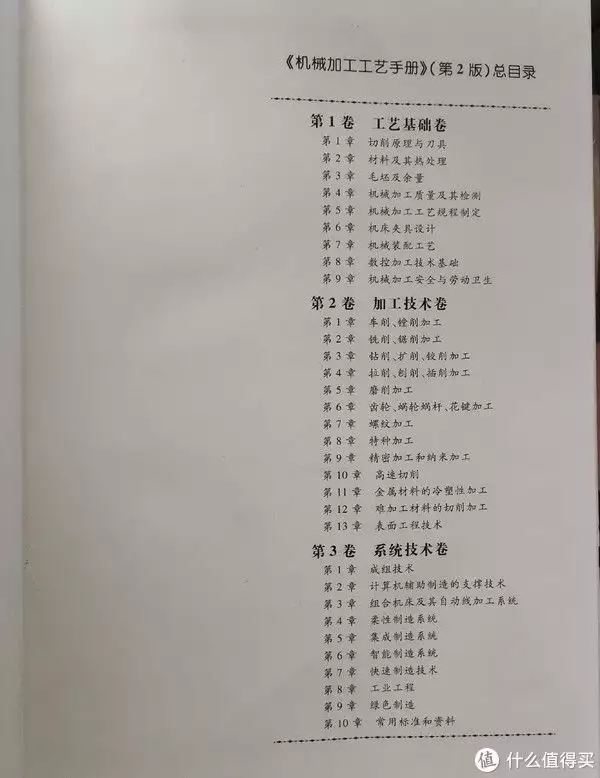 《机械加工工艺手册》(第2版)总目录
第1卷 工艺基础卷
第1章 切削原理与刀具
第2章 材料及其热处理
第3章 毛坯及余量
第4章 机械加工质量及其检测
第5章 机械加工工艺规程制定
第6章 机床夹具设计
第7章 机械装配工艺
第8章 数控加工技术基础
第9章 机械加工安全与劳动卫生
第2卷 加工技术卷
第1章 车削、镗削加工
第2章 铣削、锯削加工
第3章 钻削、扩削、铰削加工
第4章 拉削、刨削、插削加工
第5章 磨削加工
第6章 齿轮、蜗轮蜗杆、花键加工
第7章 螺纹加工
第8章 特种加工
第9章 精密加工和纳米加工
第10章 高速切削
第11章 金属材料的冷塑性加工
第12章 难加工材料的切削加工
第13章 表面工程技术
第3卷 系统技术卷
第1章 成组技术
第2章 计算机辅助制造的支撑技术
第3章 组合机床及其自动线加工系统
第4章 柔性制造系统
第5章 集成制造系统
第6章 智能制造系统
第7章 快速制造技术
第8章 工业工程
第9章 绿色制造
第10章 常用标准和资料
值 什么值得买